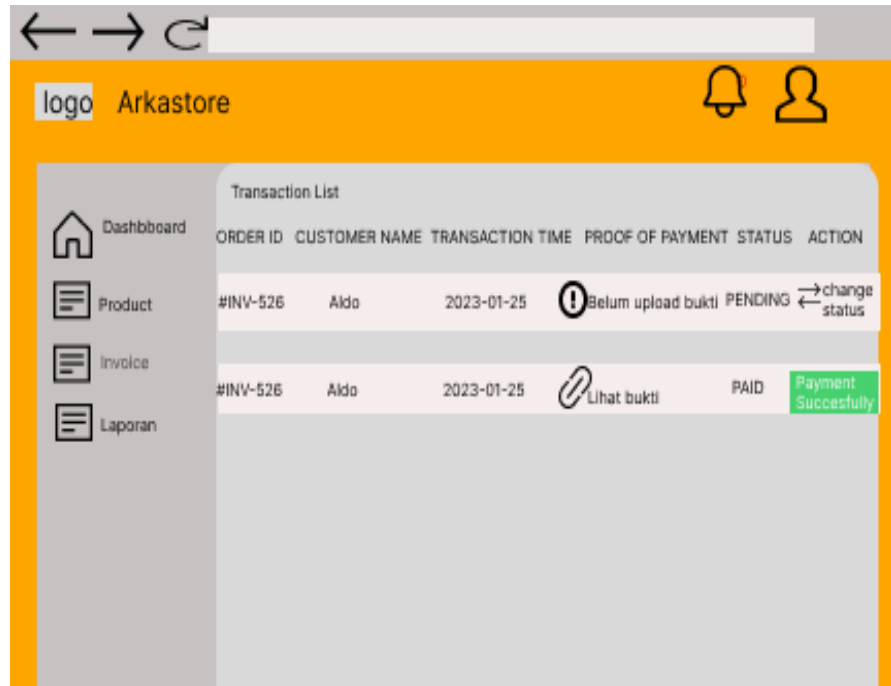 logo Arkastore
Transaction List
Dashbboard
ORDER ID CUSTOMER NAME TRANSACTION TIME PROOF OF PAYMENT STATUS ACTION
Product
#INV-526 Aldo 2023-01-25 Belum upload bukti PENDING change
status
Invoice
#INV-526 Aldo 2023-01-25 Lihat bukti PAID Payment
Succesfully
Laporan